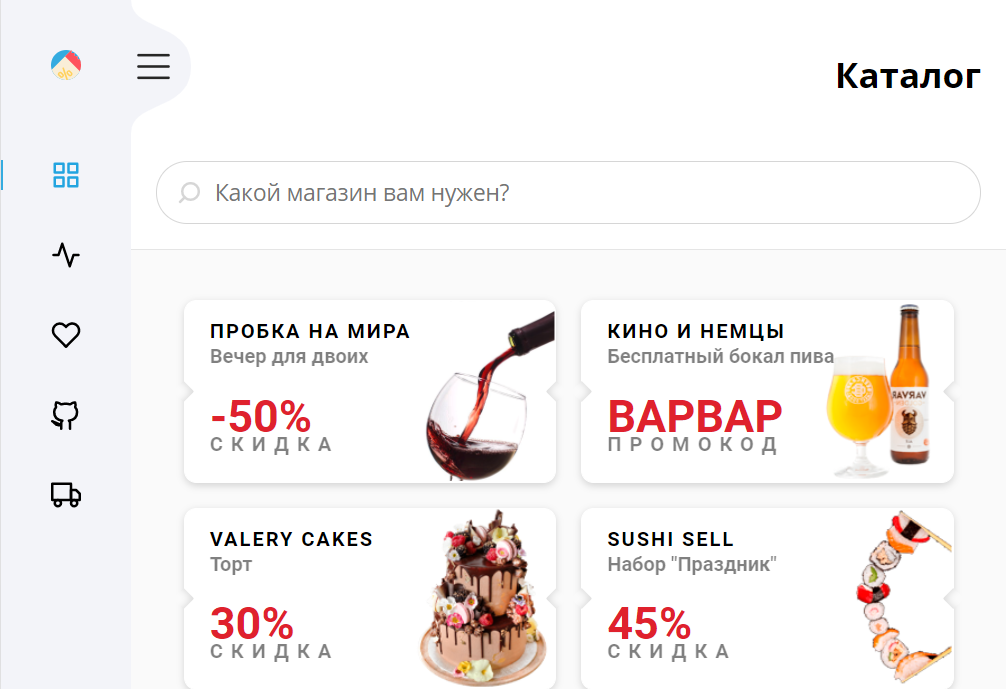 Каталог
Какой магазин вам нужен?
ПРОБКА НА МИРА
Вечер для двоих
-50%
СКИДКА
КИНО И НЕМЦЫ
Бесплатный бокал пива
ВАРВАР
ПРОМОКОД
VALERY CAKES
Торт
30%
СКИДКА
SUSHI SELL
Набор "Праздник"
45%
СКИДКА